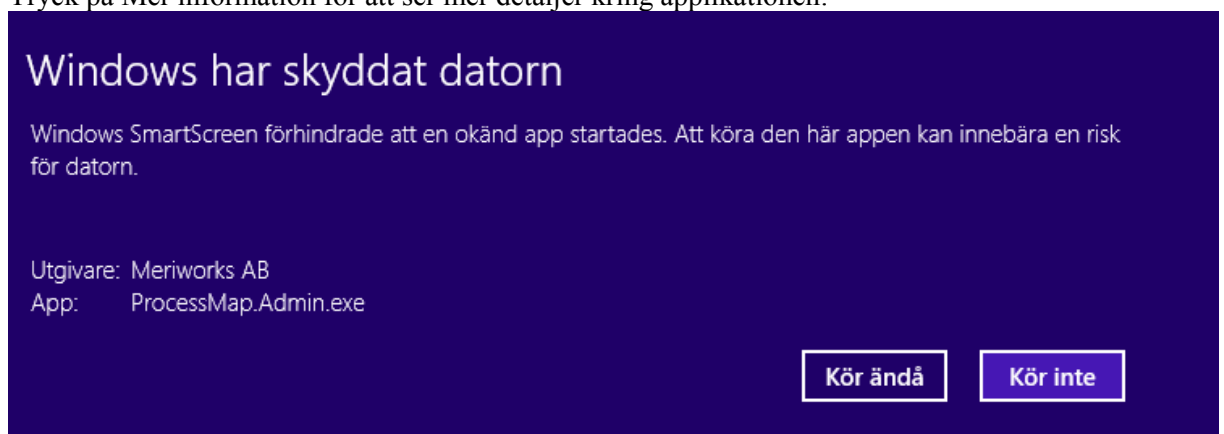 Tryck på Mer information för att ser mer detaljer kring applikationen.
Windows har skyddat datorn
Windows SmartScreen förhindrade att en okänd app startades. Att köra den här appen kan innebära en risk
för datorn.
Utgivare: Meriworks AB
App: ProcessMap.Admin.exe
Kör ändå Kör inte